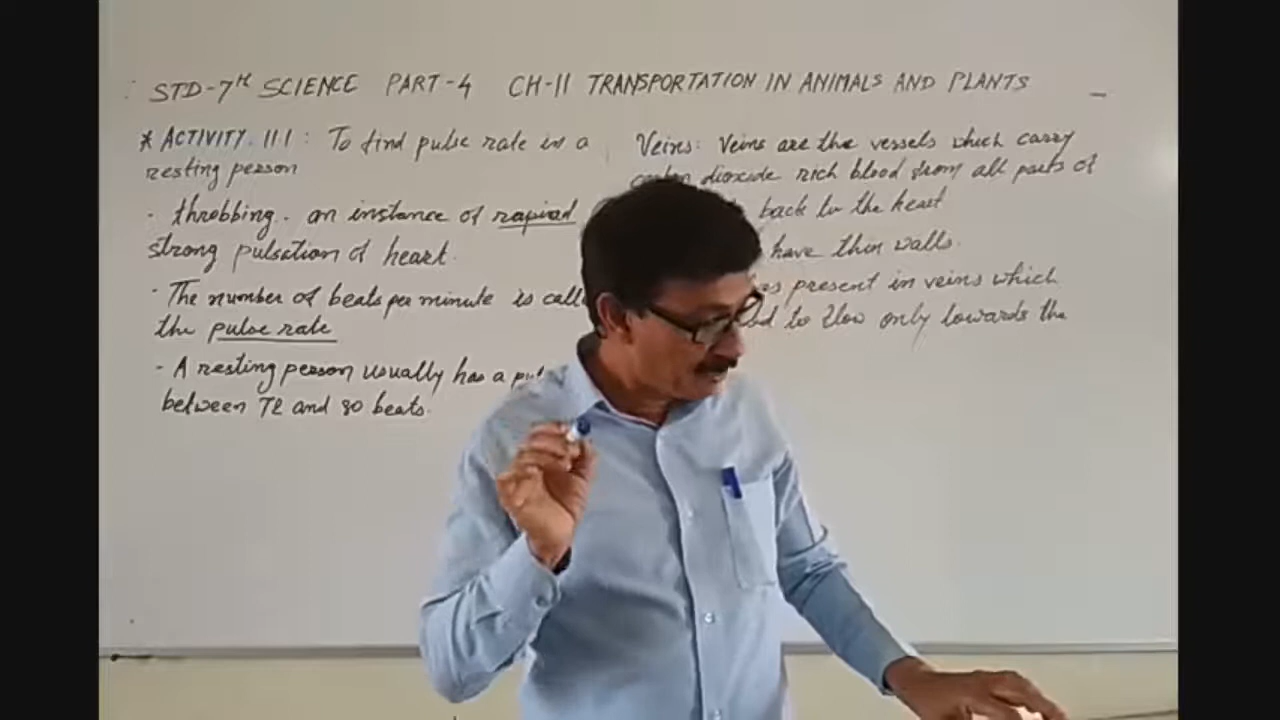 STD-7TH SCIENCE PART-4 CH-11 TRANSPORTATION IN ANIMALS AND PLANTS
* ACTIVITY. 11.1: To find pulse rate in a
resting person
· throbbing. an instance of
strong pulsation of heart.
· The number of beats per minute is
the pulse rate
· A resting person usually has a
between 72 and 80 beats.
Veins: Veins are the vessels which carry
dioxide rich blood from all parts of
back to the heart
have thin walls.
present in veins which
to flow only towards the